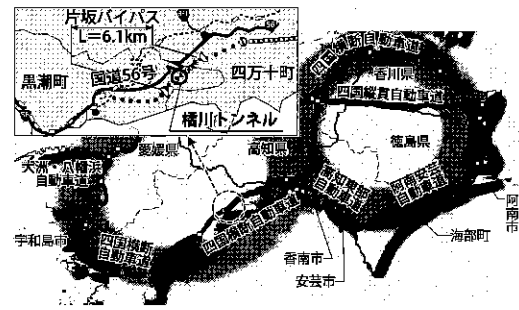 片坂バイパス
L=6.1km
56
黒潮町
国道56号
四万十町
橘川トンネル
四国横断自動車道
香川県
四国縦貫自動車道
愛媛県
高知県
徳島県
大洲・八幡浜
自動車道
高知東部
自動車道
阿南安芸
自動車道
阿南市
四国横断自動車道
宇和島市
四国横断
自動車道
海部町
香南市
安芸市